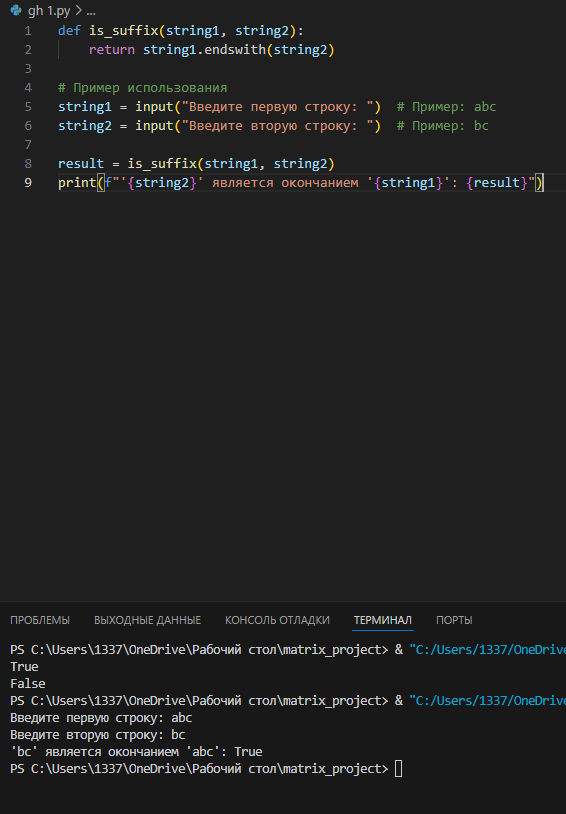 gh 1.py > ...
1 def is_suffix(string1, string2):
2     return string1.endswith(string2)
3
4 # Пример использования
5 string1 = input("Введите первую строку: ")  # Пример: abc
6 string2 = input("Введите вторую строку: ")  # Пример: bc
7
8 result = is_suffix(string1, string2)
9 print(f"'{string2}' является окончанием '{string1}': {result}")
ПРОБЛЕМЫ ВЫХОДНЫЕ ДАННЫЕ КОНСОЛЬ ОТЛАДКИ ТЕРМИНАЛ ПОРТЫ
PS C:\Users\1337\OneDrive\Рабочий стол\matrix_project> & "C:/Users/1337/OneDrive
True
False
PS C:\Users\1337\OneDrive\Рабочий стол\matrix_project> & "C:/Users/1337/OneDrive
Введите первую строку: abc
Введите вторую строку: bc
'bc' является окончанием 'abc': True
PS C:\Users\1337\OneDrive\Рабочий стол\matrix_project>